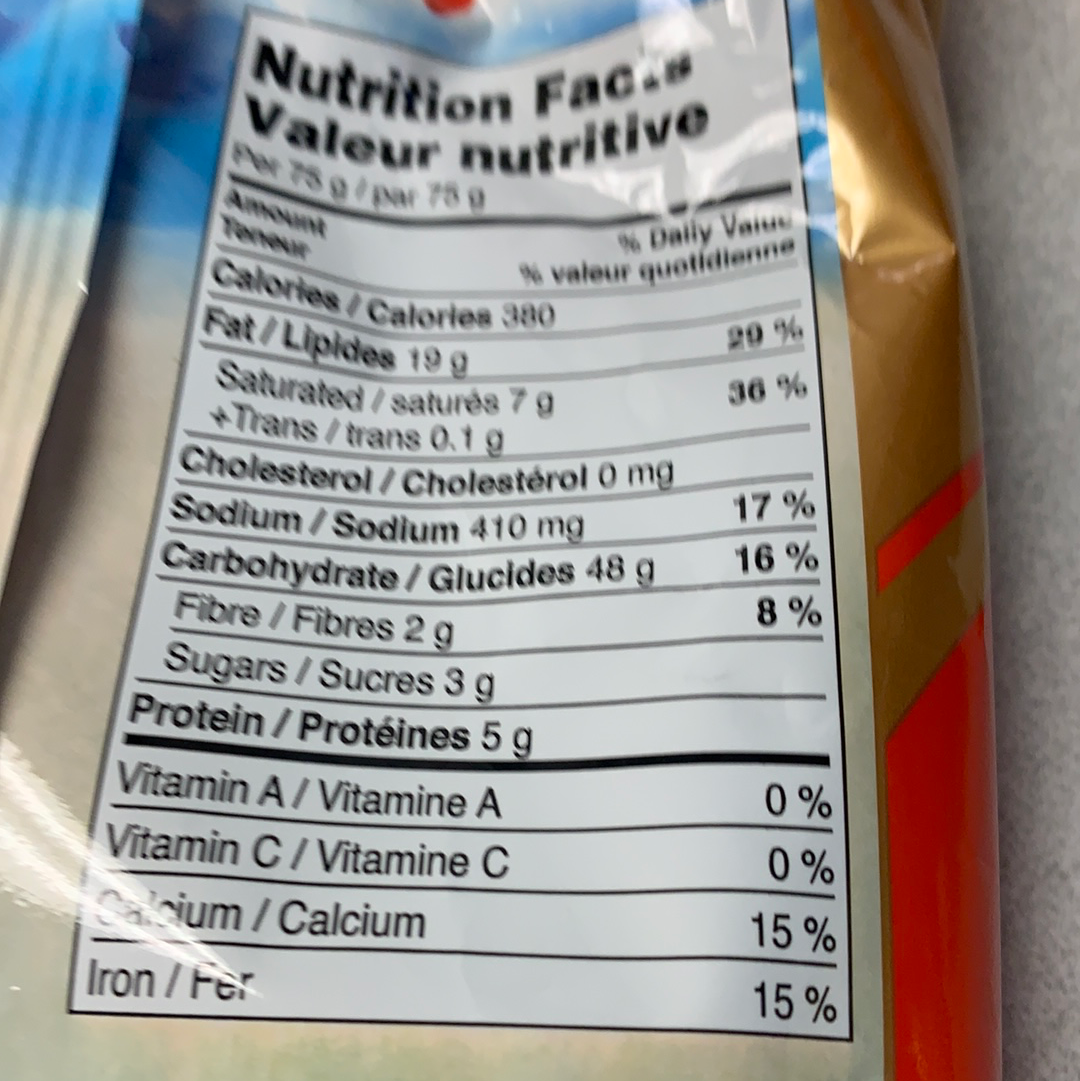 Nutrition Facts
Valeur nutritive
Per 75 g / par 75 g
Amount
Teneur
% Daily Value
% valeur quotidienne
Calories / Calories 380
Fat / Lipides 19 g 29 %
Saturated / saturés 7 g
+Trans / trans 0.1 g 36 %
Cholesterol / Cholestérol 0 mg
Sodium / Sodium 410 mg 17 %
Carbohydrate / Glucides 48 g 16 %
Fibre / Fibres 2 g 8 %
Sugars / Sucres 3 g
Protein / Protéines 5 g
Vitamin A / Vitamine A 0 %
Vitamin C / Vitamine C 0 %
Calcium / Calcium 15 %
Iron / Fer 15 %